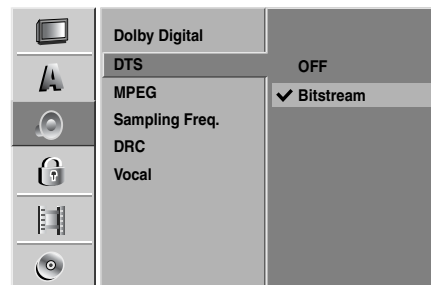 Dolby Digital
DTS
OFF
MPEG
Bitstream
Sampling Freq.
DRC
Vocal